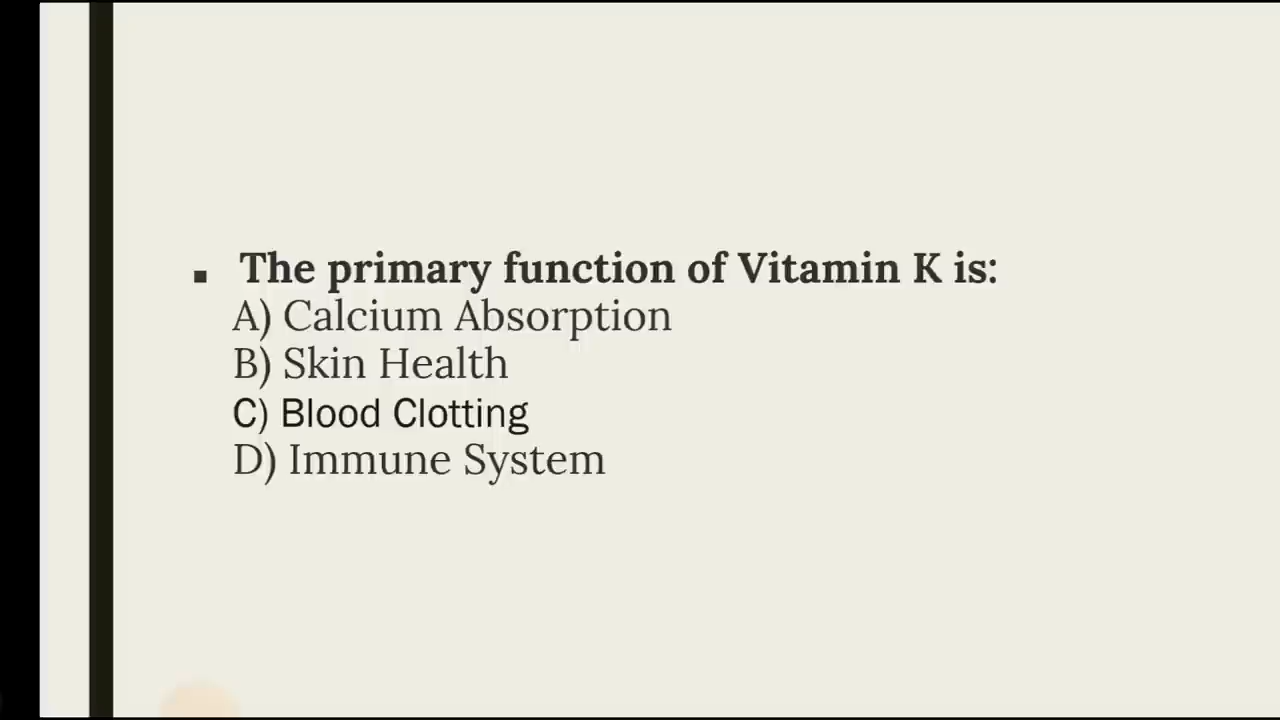 ▪ The primary function of Vitamin K is:
A) Calcium Absorption
B) Skin Health
C) Blood Clotting
D) Immune System